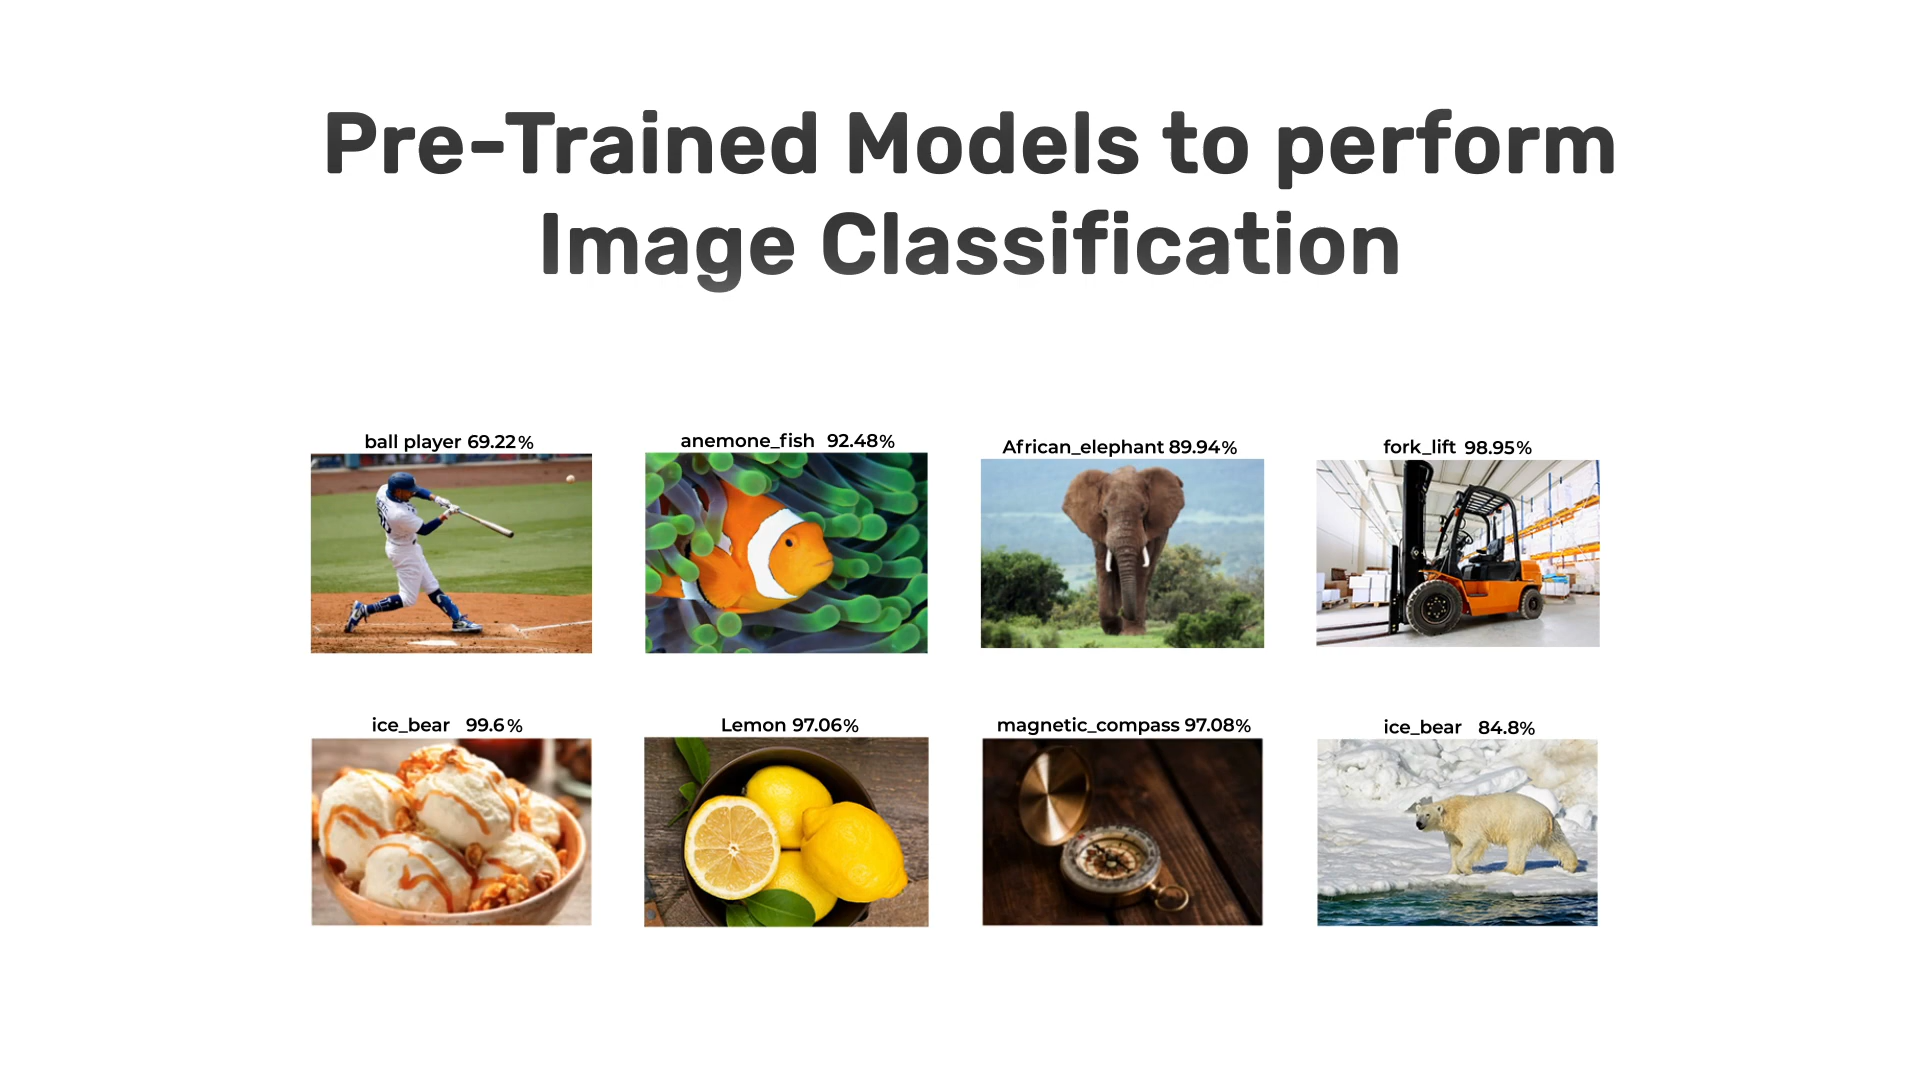 Pre-Trained Models to perform
Image Classification
ball player 69.22%
anemone_fish 92.48%
African_elephant 89.94%
fork_lift 98.95%
ice_bear 99.6%
Lemon 97.06%
magnetic_compass 97.08%
ice_bear 84.8%